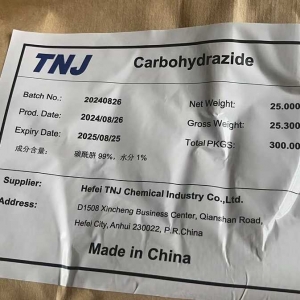 TNJ
Carbohydrazide
Batch No.: 20240826
Net Weight: 25.000
Prod. Date: 2024/08/26
Gross Weight: 25.300
Expiry Date 2025/08/25
Total PKGS: 300.00
成分含量: 碳酰肼 99%, 水分 1%
Supplier: Hefei TNJ Chemical Industry Co.,Ltd.
D1508 Xincheng Business Center, Qianshan Road,
Hefei City, Anhui 230022, P.R.China
Made in China